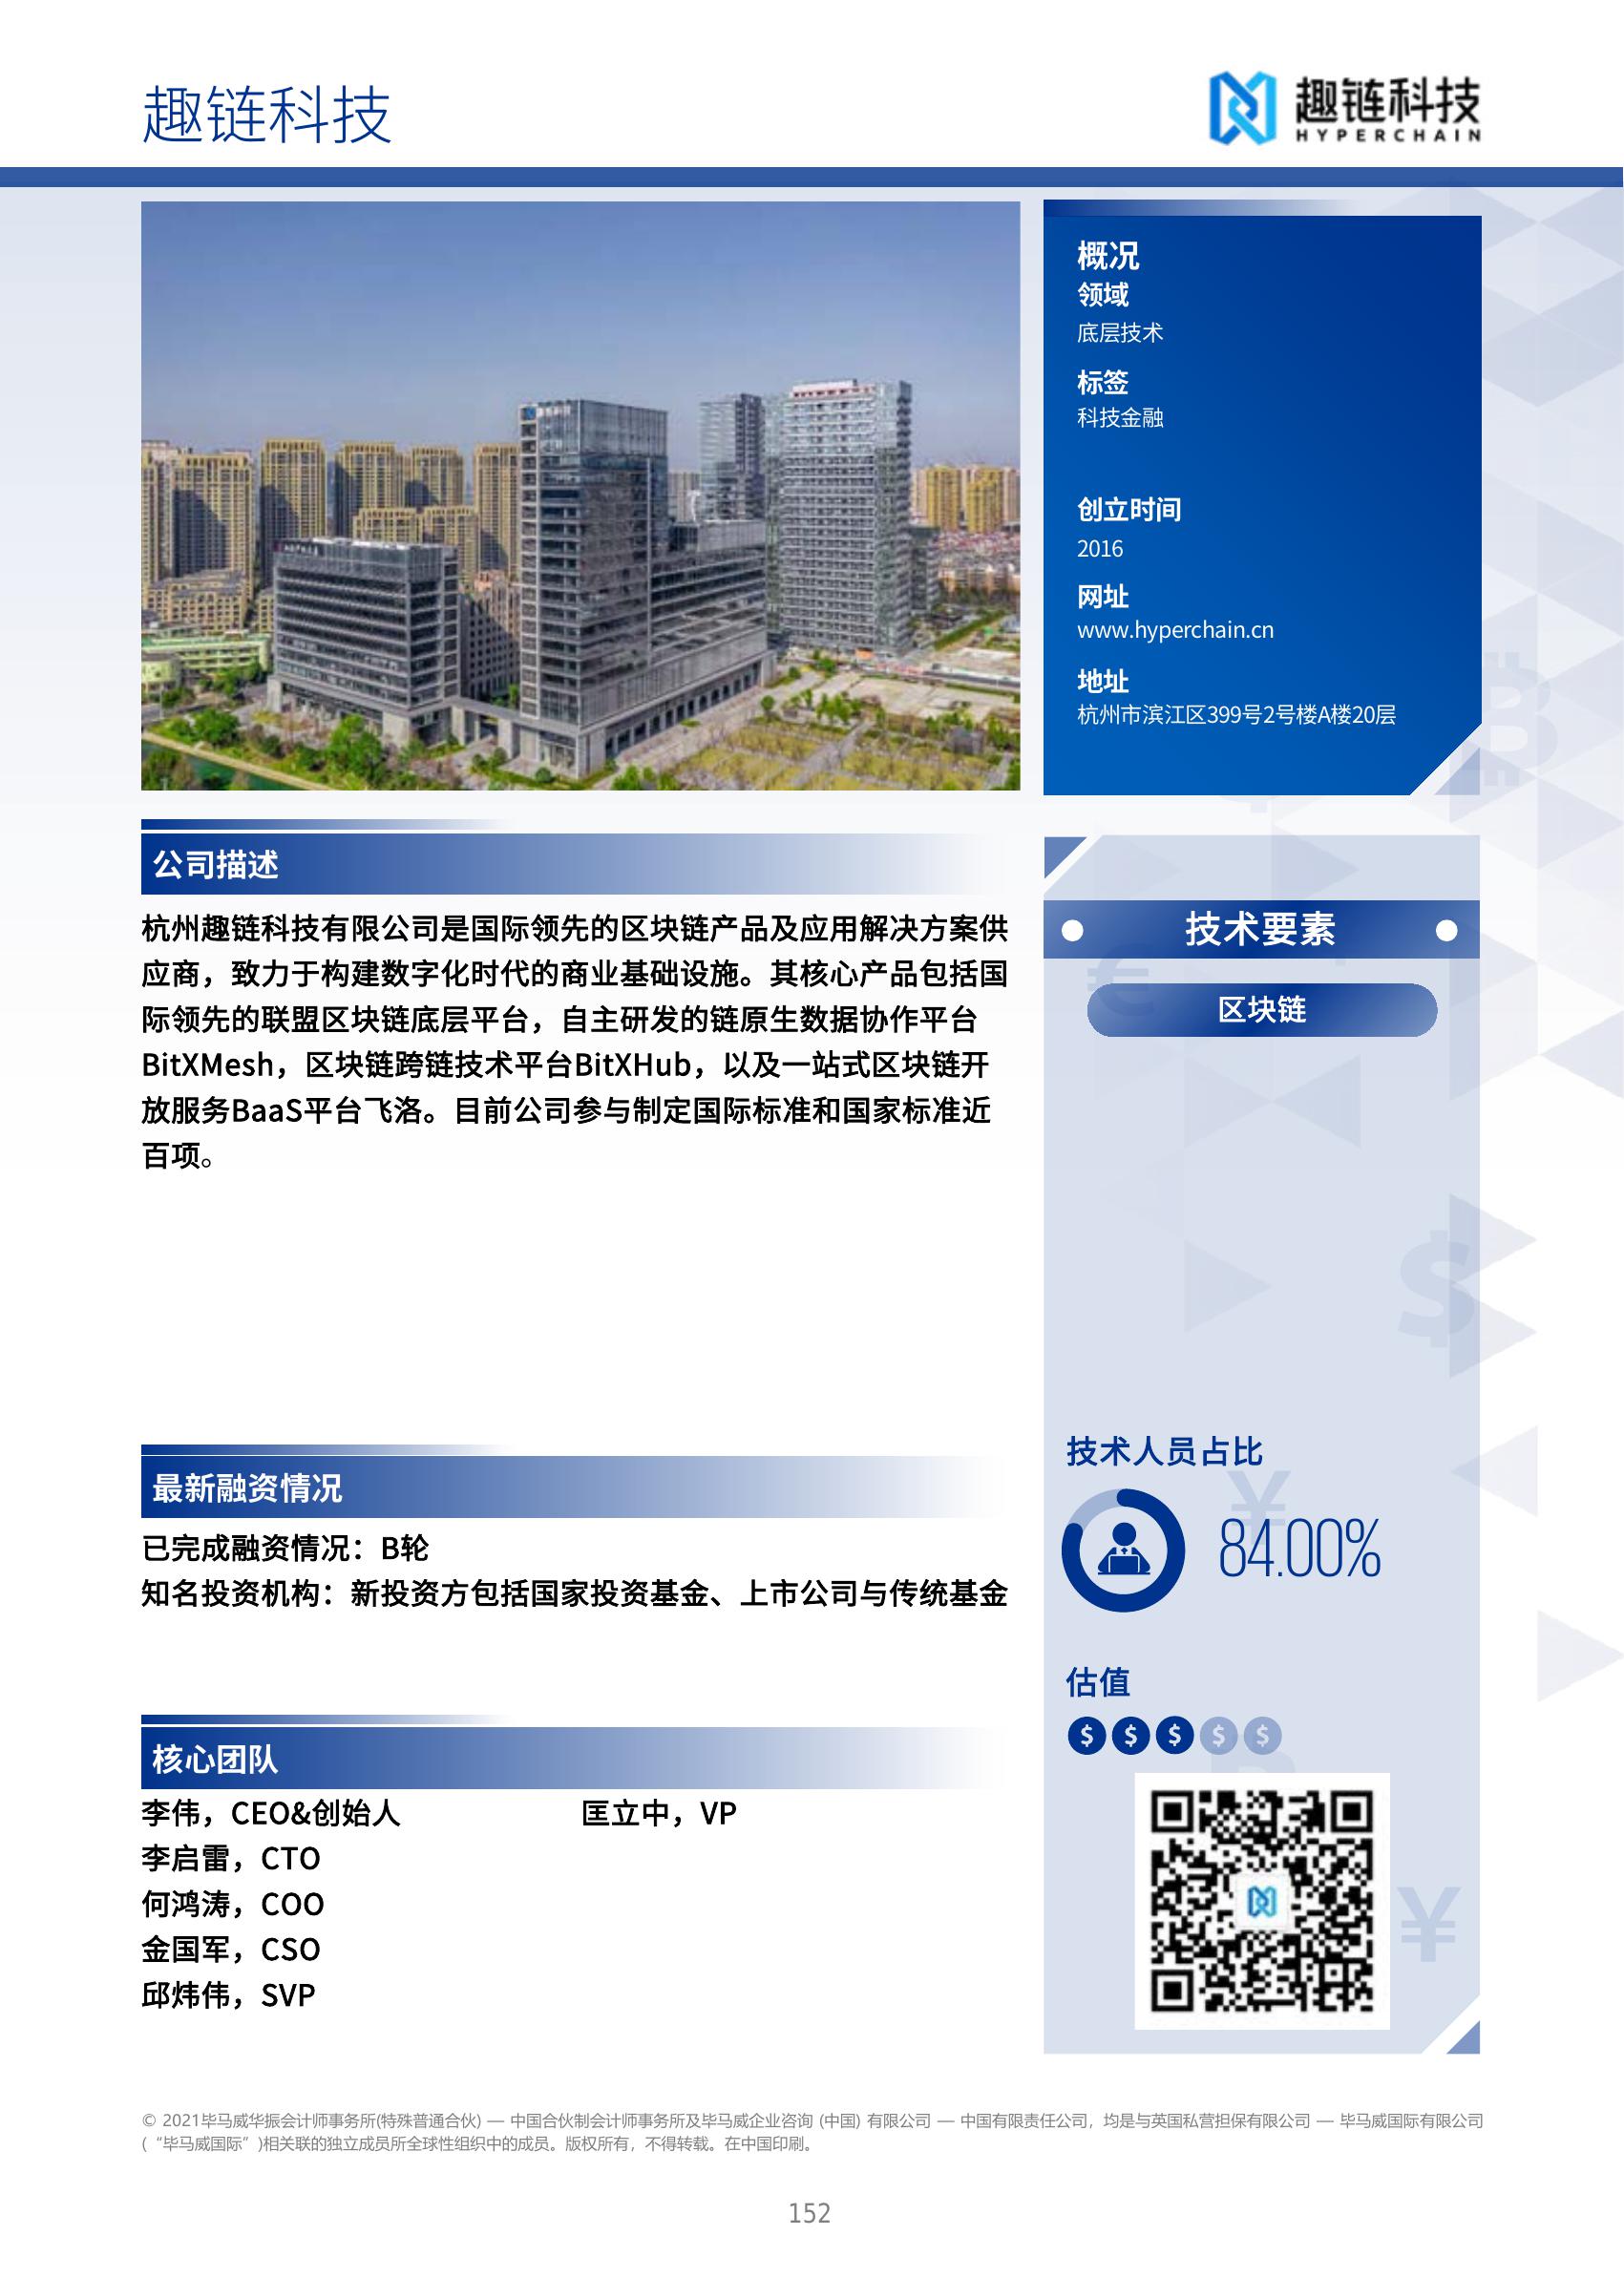 趣链科技
趣链科技
HYPERCHAIN
概况
领域
底层技术
标签
科技金融
创立时间
2016
网址
www.hyperchain.cn
地址
杭州市滨江区399号2号楼A楼20层
公司描述
杭州趣链科技有限公司是国际领先的区块链产品及应用解决方案供
应商，致力于构建数字化时代的商业基础设施。其核心产品包括国
际领先的联盟区块链底层平台，自主研发的链原生数据协作平台
BitXMesh，区块链跨链技术平台BitXHub，以及一站式区块链开
放服务BaaS平台飞洛。目前公司参与制定国际标准和国家标准近
百项。
技术要素
区块链
最新融资情况
已完成融资情况：B轮
知名投资机构：新投资方包括国家投资基金、上市公司与传统基金
技术人员占比
84.00%
估值
核心团队
李伟，CEO&创始人
李启雷，CTO
何鸿涛，COO
金国军，CSO
邱炜伟，SVP
匡立中，VP
© 2021毕马威华振会计师事务所(特殊普通合伙) — 中国合伙制会计师事务所及毕马威企业咨询 (中国) 有限公司 — 中国有限责任公司，均是与英国私营担保有限公司 — 毕马威国际有限公司
(“毕马威国际”)相关联的独立成员所全球性组织中的成员。版权所有，不得转载。在中国印刷。
152